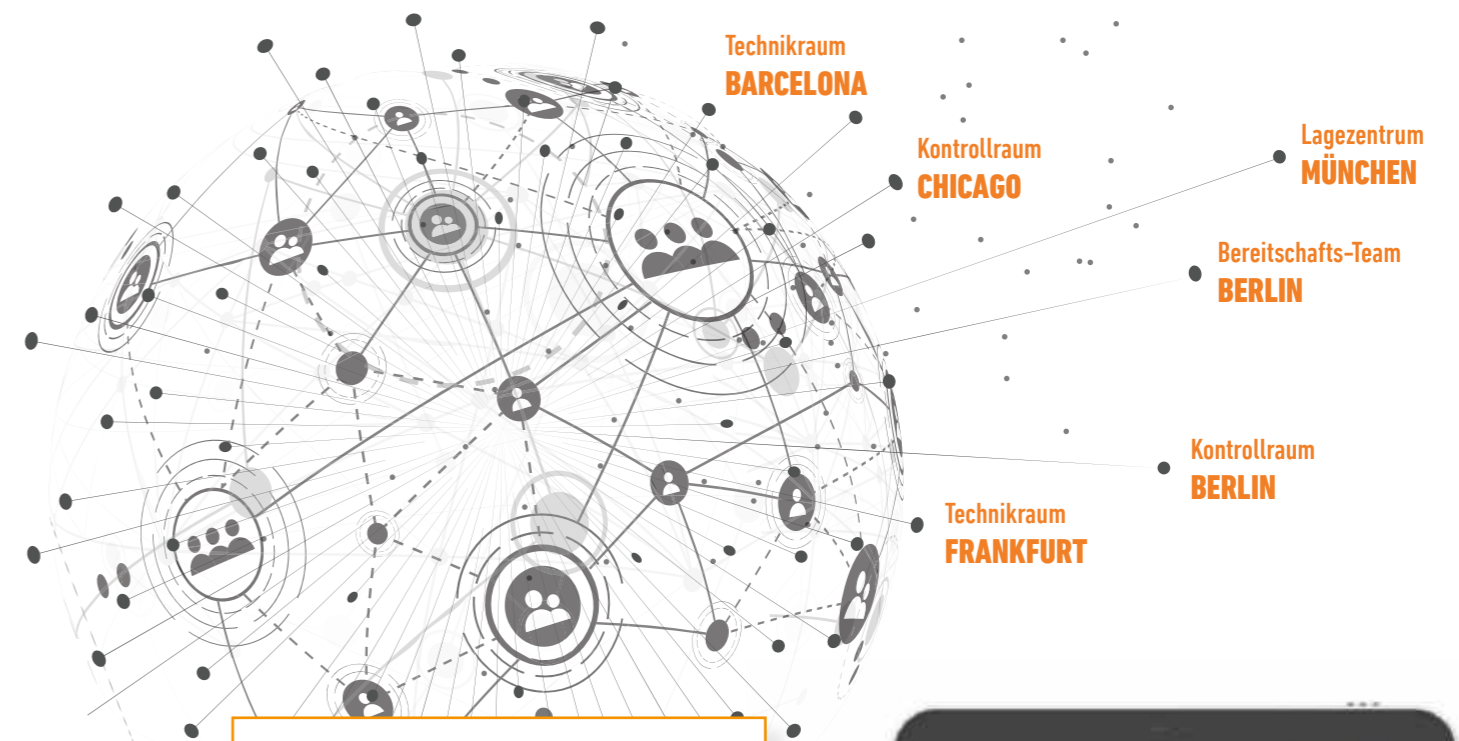 Technikraum
BARCELONA
Kontrollraum
CHICAGO
Lagezentrum
MÜNCHEN
Bereitschafts-Team
BERLIN
Kontrollraum
BERLIN
Technikraum
FRANKFURT